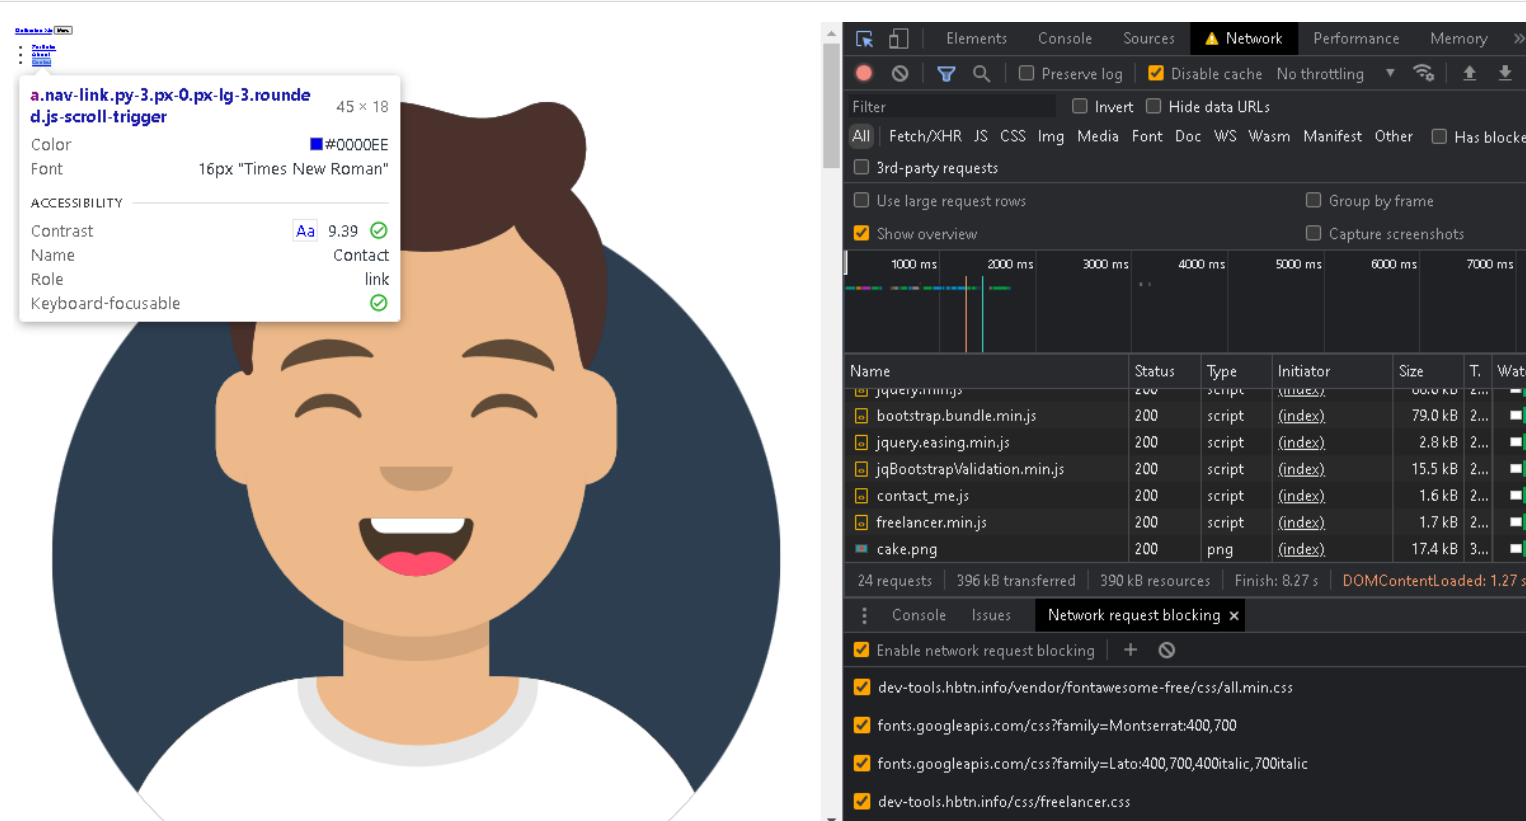 Menu
Portfolio
About
Contact
a.nav-link.py-3.px-0.px-lg-3.rounde
d.js-scroll-trigger
45 × 18
Color #0000EE
Font 16px "Times New Roman"
ACCESSIBILITY
Contrast Aa 9.39
Name Contact
Role link
Keyboard-focusable
Elements Console Sources Network Performance Memory »
Preserve log Disable cache No throttling
Filter Invert Hide data URLs
All Fetch/XHR JS CSS Img Media Font Doc WS Wasm Manifest Other Has blocke
3rd-party requests
Use large request rows Group by frame
Show overview Capture screenshots
1000 ms 2000 ms 3000 ms 4000 ms 5000 ms 6000 ms 7000 ms
Name Status Type Initiator Size T. Wat
jquery.min.js 200 script (index) kB 2...
bootstrap.bundle.min.js 200 script (index) 79.0 kB 2...
jquery.easing.min.js 200 script (index) 2.8 kB 2...
jqBootstrapValidation.min.js 200 script (index) 15.5 kB 2...
contact_me.js 200 script (index) 1.6 kB 2...
freelancer.min.js 200 script (index) 1.7 kB 2...
cake.png 200 png (index) 17.4 kB 3...
24 requests 396 kB transferred 390 kB resources Finish: 8.27 s DOMContentLoaded: 1.27 s
Console Issues Network request blocking ×
Enable network request blocking
dev-tools.hbtn.info/vendor/fontawesome-free/css/all.min.css
fonts.googleapis.com/css?family=Montserrat:400,700
fonts.googleapis.com/css?family=Lato:400,700,400italic,700italic
dev-tools.hbtn.info/css/freelancer.css